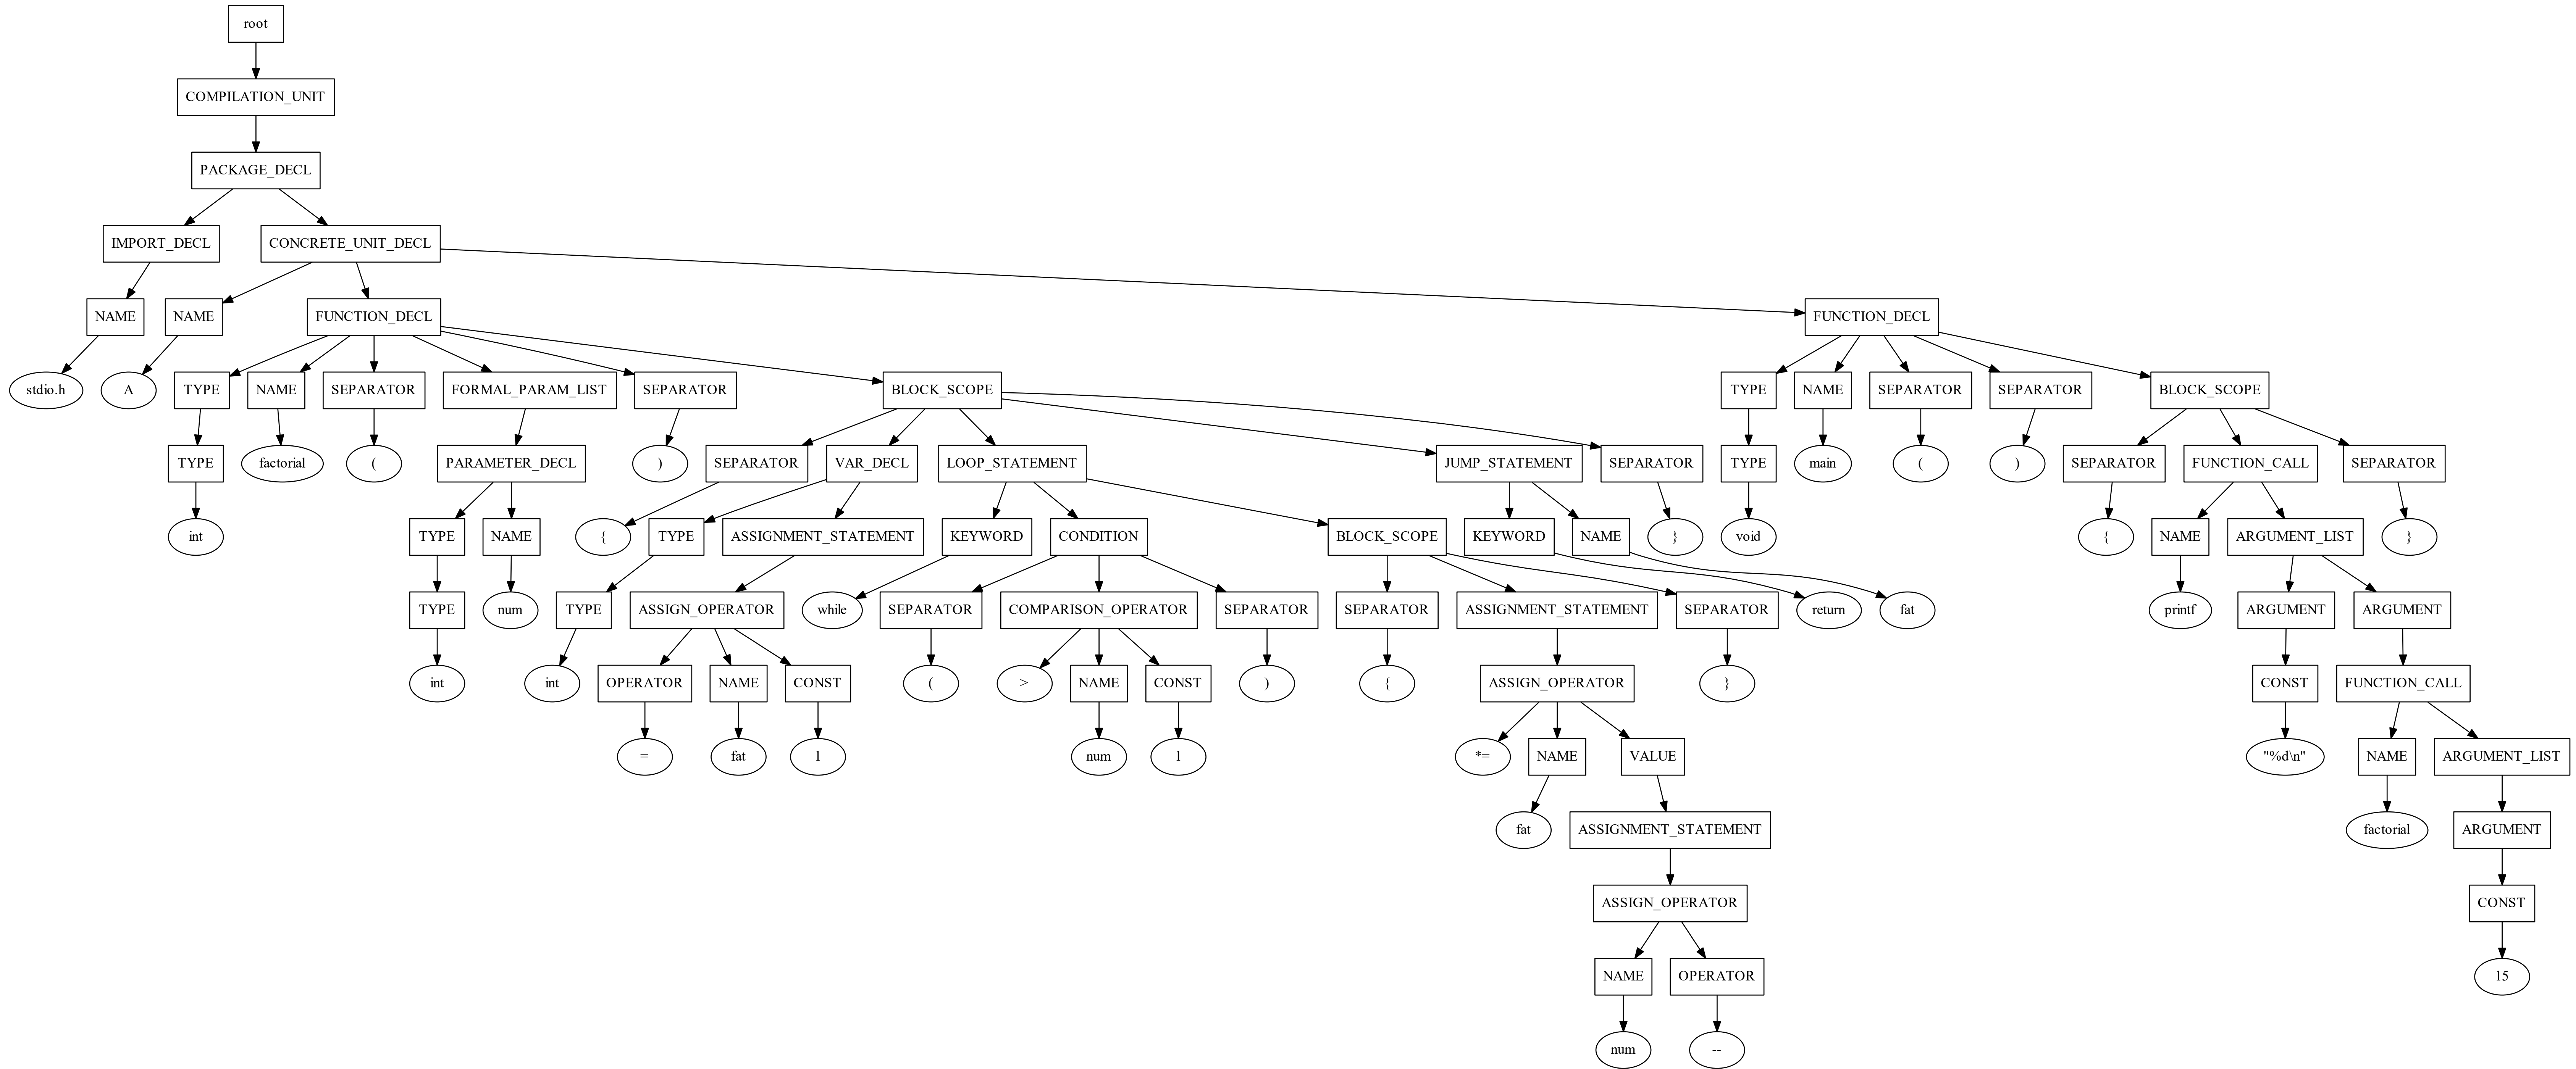 root
COMPILATION_UNIT
PACKAGE_DECL
IMPORT_DECL CONCRETE_UNIT_DECL
NAME NAME FUNCTION_DECL FUNCTION_DECL
stdio.h A TYPE NAME SEPARATOR FORMAL_PARAM_LIST SEPARATOR BLOCK_SCOPE TYPE NAME SEPARATOR SEPARATOR BLOCK_SCOPE
TYPE factorial ( PARAMETER_DECL ) SEPARATOR VAR_DECL LOOP_STATEMENT JUMP_STATEMENT SEPARATOR TYPE main ( ) SEPARATOR FUNCTION_CALL SEPARATOR
int TYPE NAME { TYPE ASSIGNMENT_STATEMENT KEYWORD CONDITION BLOCK_SCOPE KEYWORD NAME } void { NAME ARGUMENT_LIST }
TYPE num TYPE ASSIGN_OPERATOR while SEPARATOR COMPARISON_OPERATOR SEPARATOR SEPARATOR ASSIGNMENT_STATEMENT SEPARATOR return fat printf ARGUMENT ARGUMENT
int int OPERATOR NAME CONST ( > NAME CONST ) { ASSIGN_OPERATOR } CONST FUNCTION_CALL
= fat 1 num 1 *= NAME VALUE "%d\n" NAME ARGUMENT_LIST
fat ASSIGNMENT_STATEMENT factorial ARGUMENT
ASSIGN_OPERATOR CONST
NAME OPERATOR 15
num --